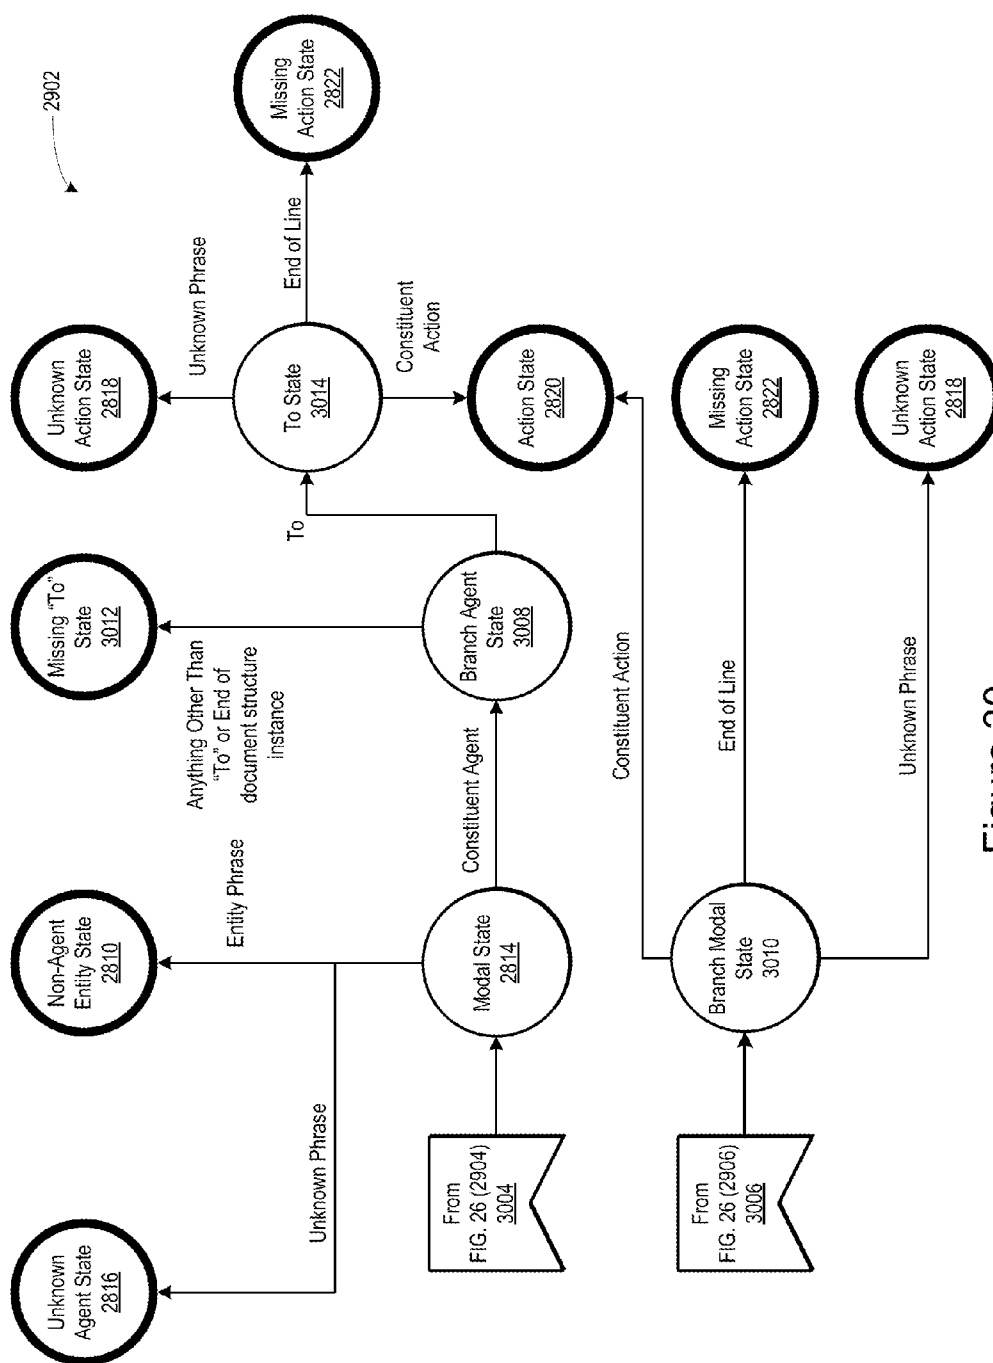 2902
Unknown
Agent State
2816
Non-Agent
Entity State
2810
Missing "To"
State
3012
Unknown
Action State
2818
Unknown Phrase
Entity Phrase
Anything Other Than
"To" or End of
document structure
instance
Unknown Phrase
To
To State
3014
End of Line
Missing
Action State
2822
From
FIG. 26 (2904)
3004
Modal State
2814
Constituent Agent
Branch Agent
State
3008
Constituent
Action
Action State
2820
Constituent Action
From
FIG. 26 (2906)
3006
Branch Modal
State
3010
End of Line
Missing
Action State
2822
Unknown Phrase
Unknown
Action State
2818
Figure